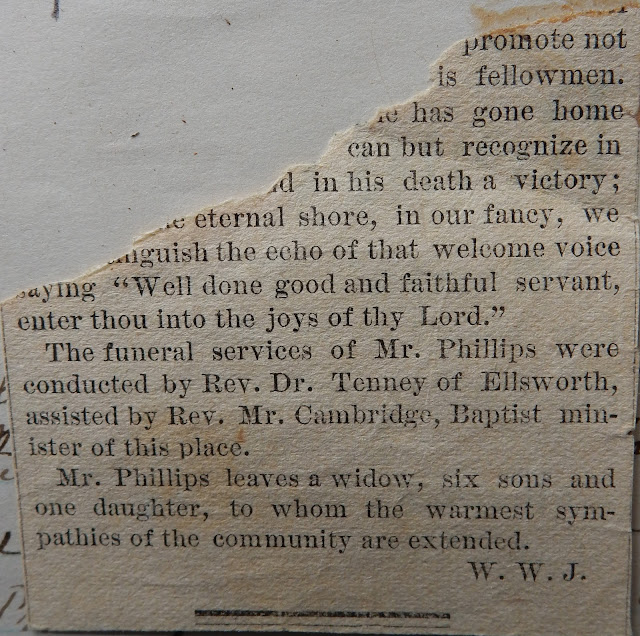 promote not
is fellowmen.
has gone home
can but recognize in
in his death a victory;
eternal shore, in our fancy, we
the echo of that welcome voice
saying "Well done good and faithful servant,
enter thou into the joys of thy Lord."
The funeral services of Mr. Phillips were
conducted by Rev. Dr. Tenney of Ellsworth,
assisted by Rev. Mr. Cambridge, Baptist min-
ister of this place.
Mr. Phillips leaves a widow, six sons and
one daughter, to whom the warmest sym-
pathies of the community are extended.
W. W. J.